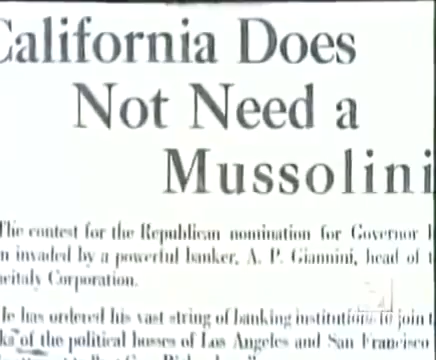 California Does
Not Need a
Mussolini
The contest for the Republican nomination for Governor
n invaded by a powerful banker, A. P. Giannini, head of t
Corporation.
He has ordered his vast string of banking institutions to join t
ks of the political bosses of Los Angeles and San Francisco